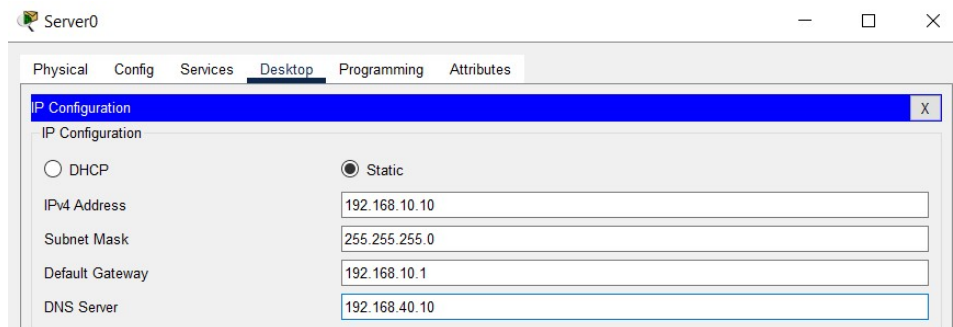 Server0
Physical Config Services Desktop Programming Attributes
IP Configuration X
IP Configuration
DHCP Static
IPv4 Address 192.168.10.10
Subnet Mask 255.255.255.0
Default Gateway 192.168.10.1
DNS Server 192.168.40.10